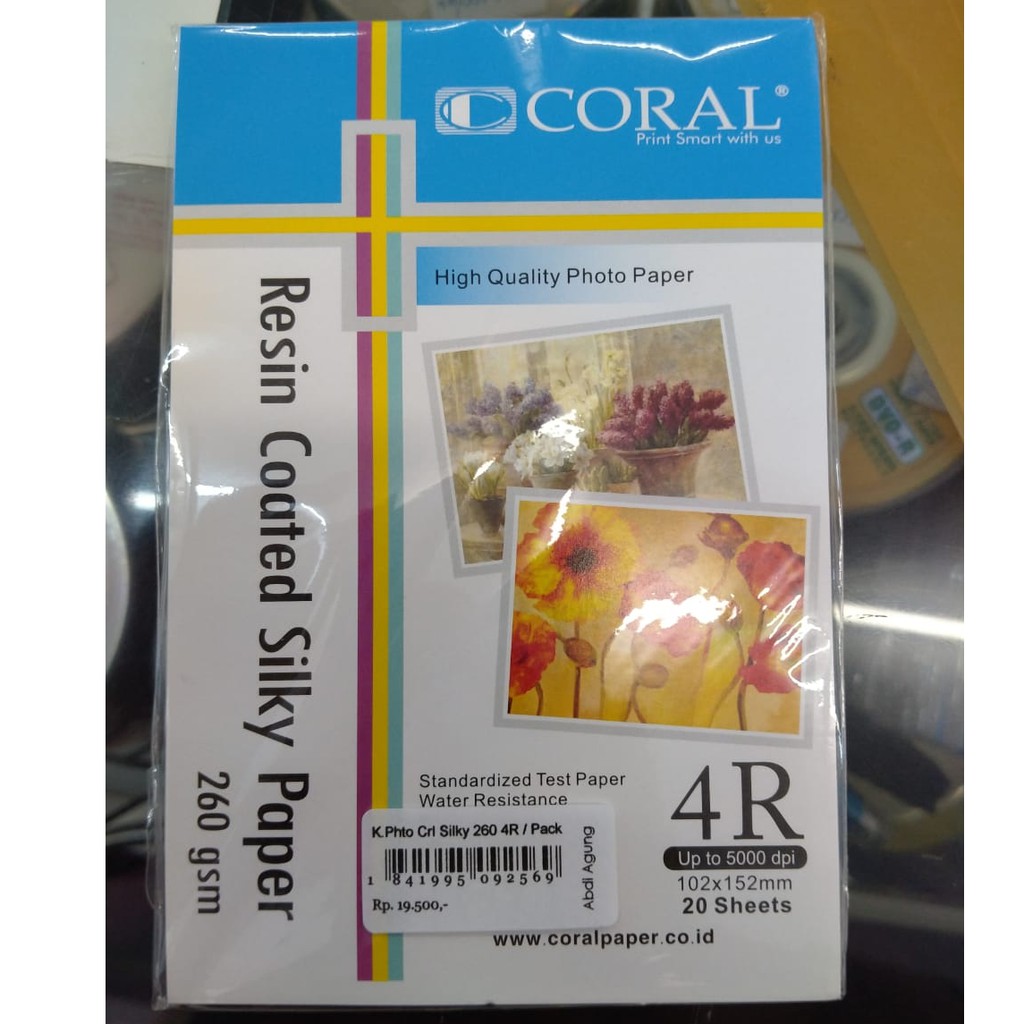 CORAL®
Print Smart with us
High Quality Photo Paper
Resin Coated Silky Paper
260 gsm
Standardized Test Paper
Water Resistance
4R
Up to 5000 dpi
102x152mm
20 Sheets
K.Phto Crl Silky 260 4R / Pack
1 841995 092569
Rp. 19.500,-
Abdi Agung
www.coralpaper.co.id
DVD-R